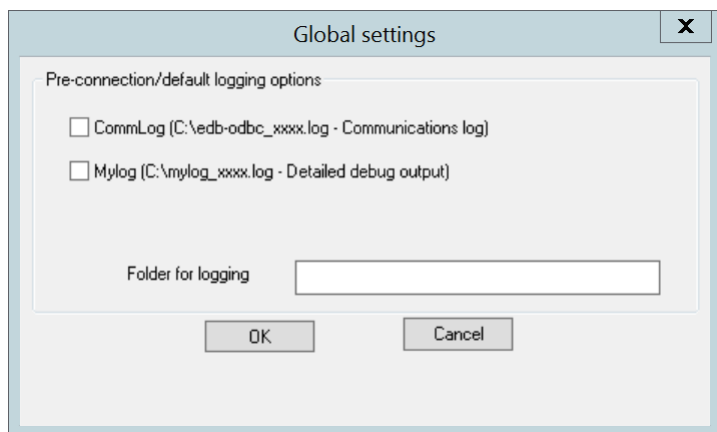 Global settings
X
Pre-connection/default logging options
CommLog (C:\edb-odbc_xxxx.log - Communications log)
Mylog (C:\mylog_xxxx.log - Detailed debug output)
Folder for logging
OK Cancel